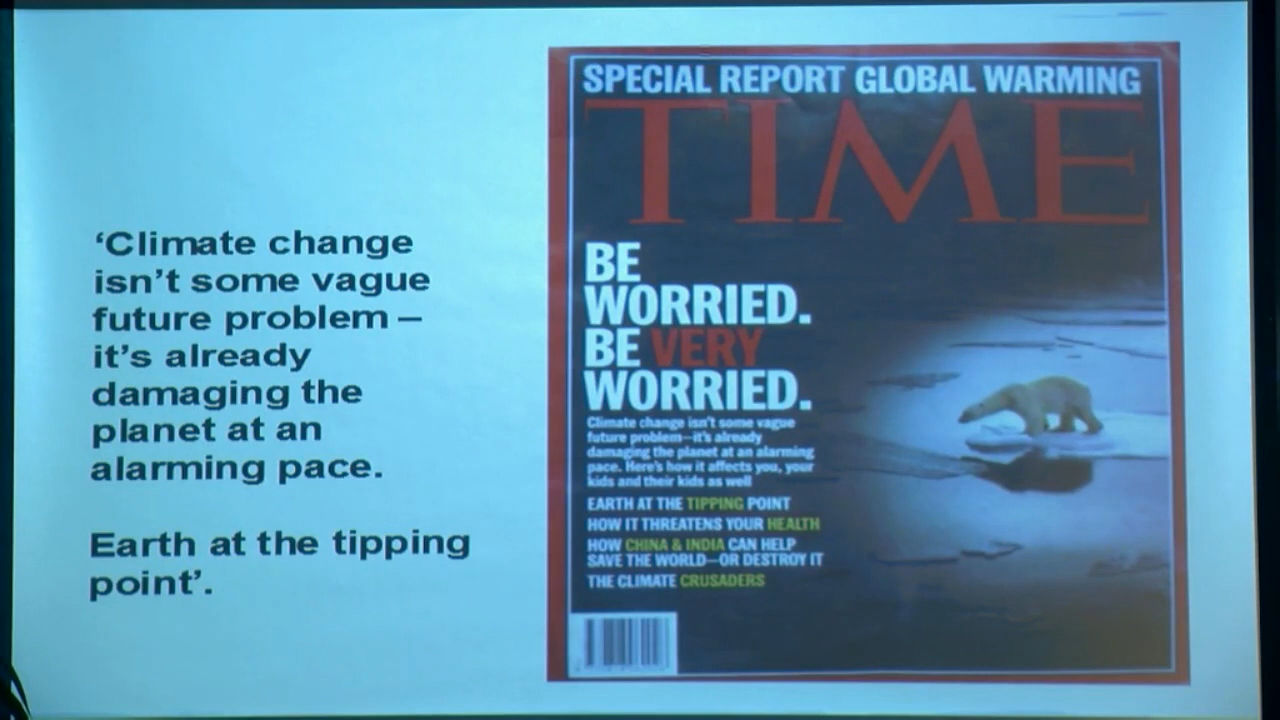 ‘Climate change
isn’t some vague
future problem –
it’s already
damaging the
planet at an
alarming pace.
Earth at the tipping
point’.
SPECIAL REPORT GLOBAL WARMING
TIME
BE
WORRIED.
BE VERY
WORRIED.
Climate change isn't some vague
future problem—it's already
damaging the planet at an alarming
pace. Here's how it affects you, your
kids and their kids as well
EARTH AT THE TIPPING POINT
HOW IT THREATENS YOUR HEALTH
HOW CHINA & INDIA CAN HELP
SAVE THE WORLD—OR DESTROY IT
THE CLIMATE CRUSADERS